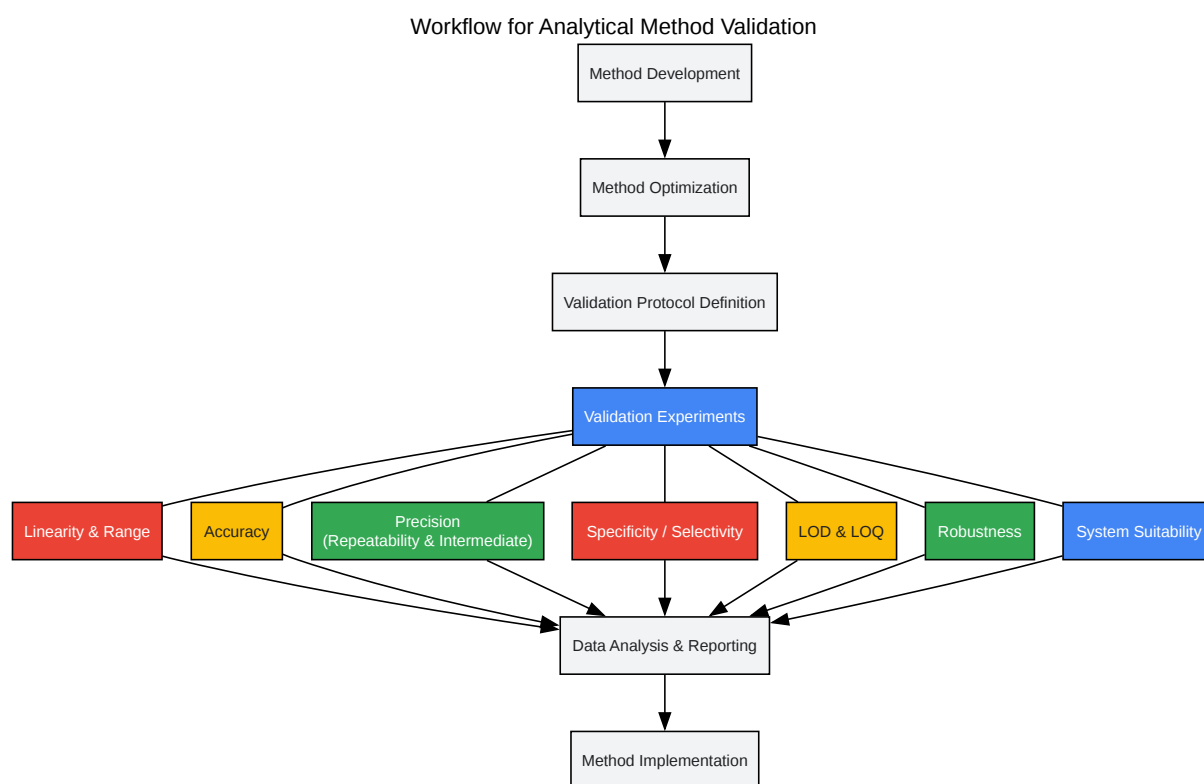 Workflow for Analytical Method Validation
Method Development
Method Optimization
Validation Protocol Definition
Validation Experiments
Linearity & Range
Accuracy
Precision
(Repeatability & Intermediate)
Specificity / Selectivity
LOD & LOQ
Robustness
System Suitability
Data Analysis & Reporting
Method Implementation